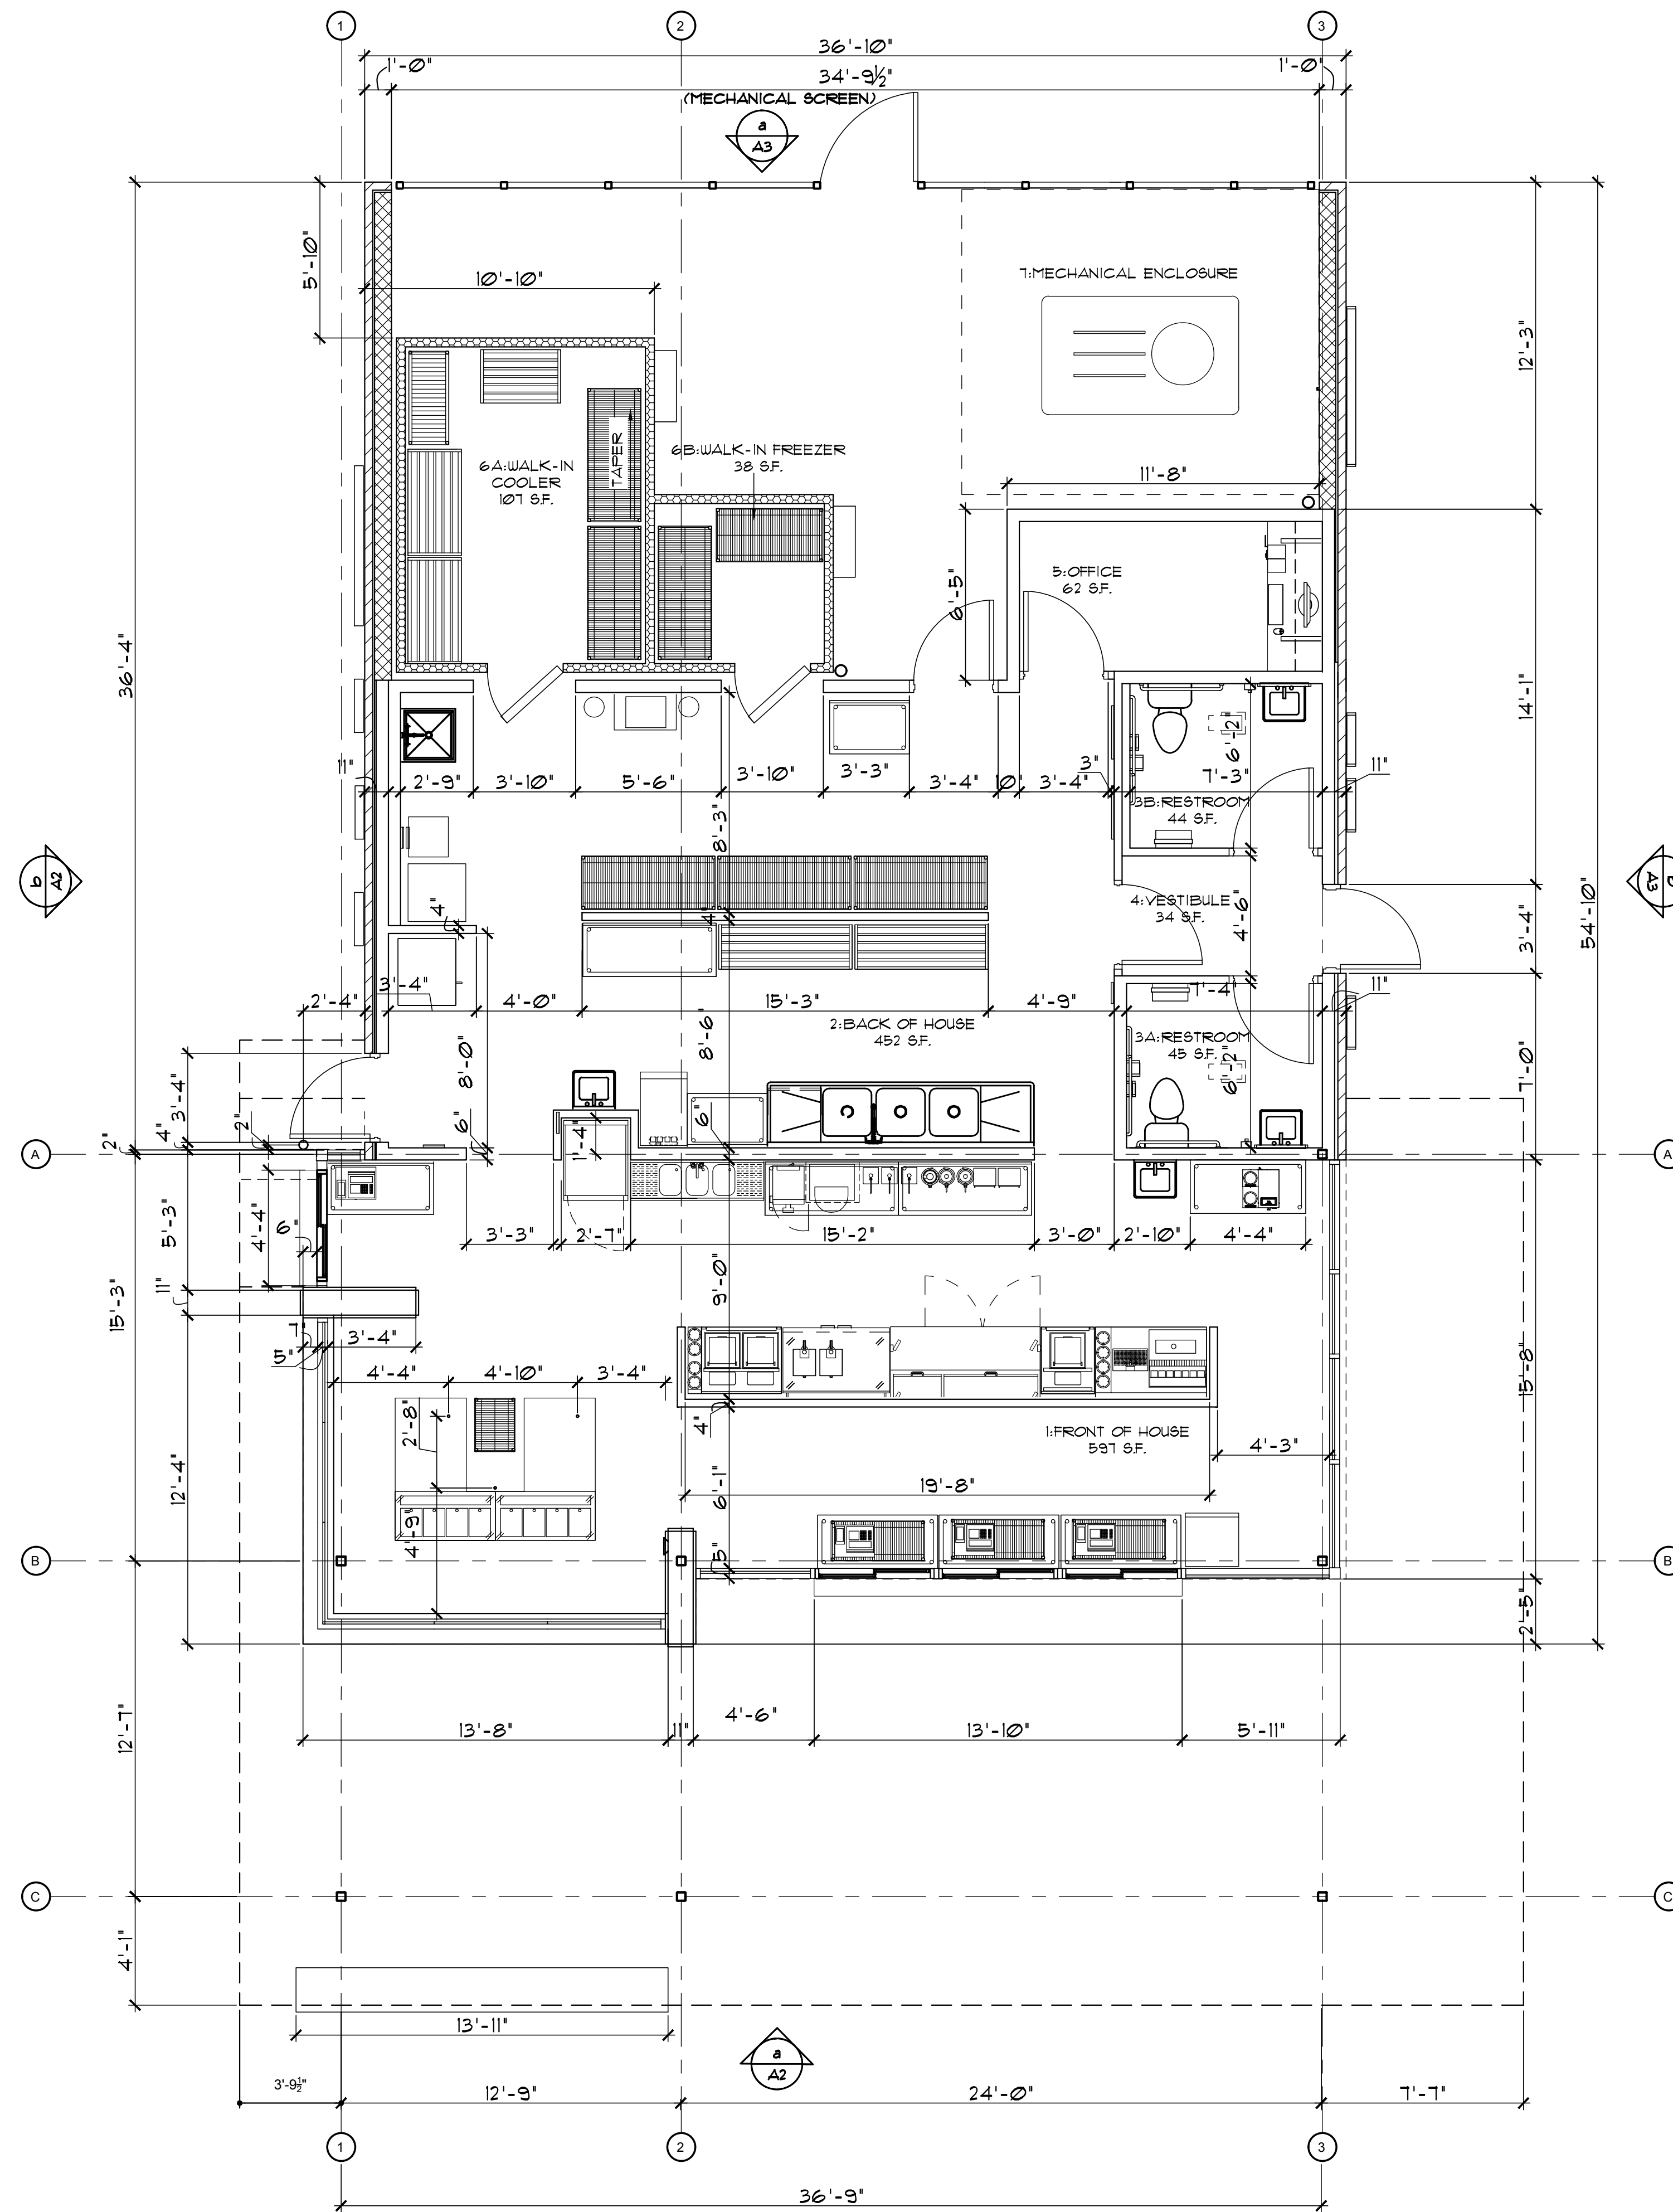 1
2
3
36'-10"
1'-0"
34'-9½"
1'-0"
(MECHANICAL SCREEN)
a
A3
5'-10"
10'-10"
7:MECHANICAL ENCLOSURE
12'-3"
36'-4"
6A:WALK-IN
COOLER
107 S.F.
TAPER
6B:WALK-IN FREEZER
38 S.F.
11'-8"
6'-5"
5:OFFICE
62 S.F.
14'-1"
54'-10"
11"
2'-9"
3'-10"
5'-6"
3'-10"
3'-3"
3'-4"
10"
3'-4"
3"
7'-3"
6'-2"
11"
3B:RESTROOM
44 S.F.
8'-3"
b
A2
A3
4"
4"
4:VESTIBULE
34 S.F.
4'-6"
3'-4"
2'-4"
3'-4"
4'-0"
15'-3"
4'-9"
7'-4"
11"
2:BACK OF HOUSE
452 S.F.
3A:RESTROOM
45 S.F.
6'-2"
8'-6"
8'-0"
7'-0"
3'-4"
4"
2"
2"
6"
1'-4"
6"
A
A
5'-3"
4'-4"
6"
11"
15'-3"
3'-3"
2'-7"
15'-2"
3'-0"
2'-10"
4'-4"
9'-0"
7"
5"
3'-4"
4'-4"
4'-10"
3'-4"
2'-8"
4'-9"
12'-4"
4"
1:FRONT OF HOUSE
597 S.F.
4'-3"
19'-8"
6'-1"
5"
15'-8"
B
B
2'-5"
13'-8"
11"
4'-6"
13'-10"
5'-11"
12'-7"
C
C
4'-1"
13'-11"
a
A2
3'-9½"
12'-9"
24'-0"
7'-7"
1
2
3
36'-9"